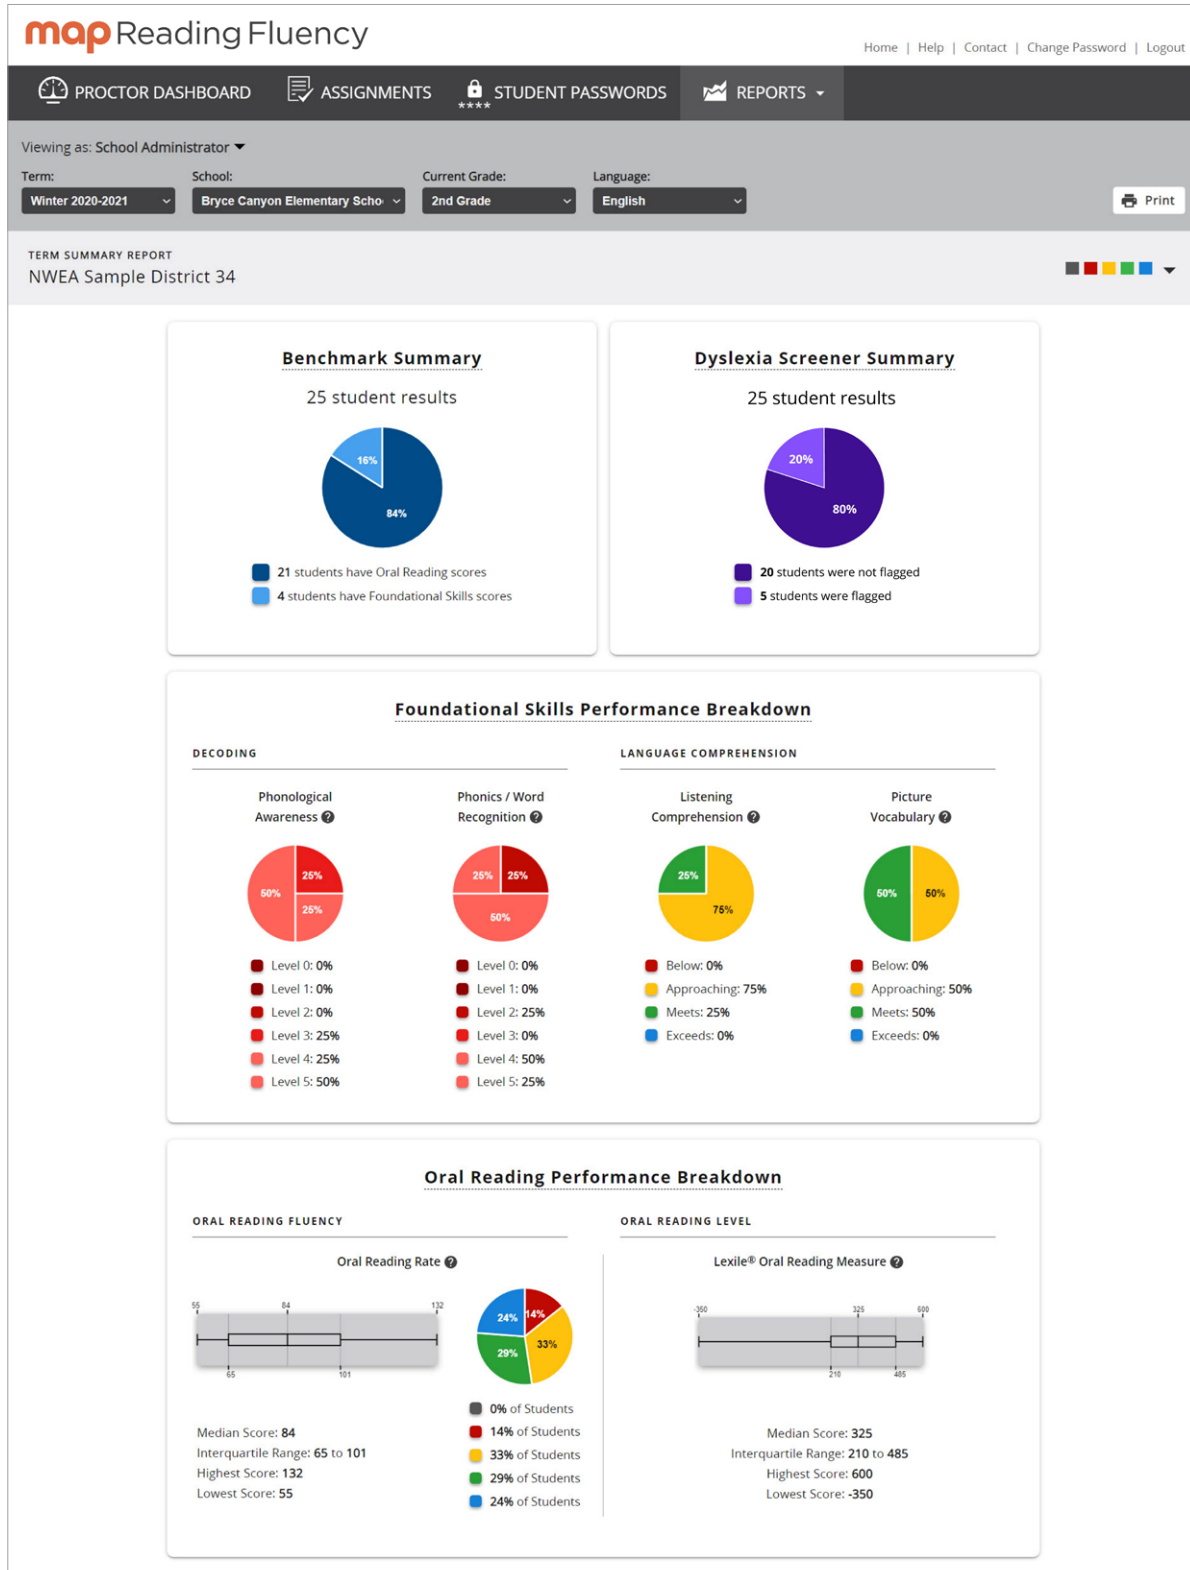 map Reading Fluency
Home | Help | Contact | Change Password | Logout
PROCTOR DASHBOARD ASSIGNMENTS **** STUDENT PASSWORDS REPORTS
Viewing as: School Administrator
Term: School: Current Grade: Language:
Winter 2020-2021 Bryce Canyon Elementary Scho 2nd Grade English Print
TERM SUMMARY REPORT
NWEA Sample District 34
Benchmark Summary
25 student results
16%
84%
21 students have Oral Reading scores
4 students have Foundational Skills scores
Dyslexia Screener Summary
25 student results
20%
80%
20 students were not flagged
5 students were flagged
Foundational Skills Performance Breakdown
DECODING
Phonological
Awareness ?
25%
50%
25%
Level 0: 0%
Level 1: 0%
Level 2: 0%
Level 3: 25%
Level 4: 25%
Level 5: 50%
Phonics / Word
Recognition ?
25% 25%
50%
Level 0: 0%
Level 1: 0%
Level 2: 25%
Level 3: 0%
Level 4: 50%
Level 5: 25%
LANGUAGE COMPREHENSION
Listening
Comprehension ?
25%
75%
Below: 0%
Approaching: 75%
Meets: 25%
Exceeds: 0%
Picture
Vocabulary ?
50% 50%
Below: 0%
Approaching: 50%
Meets: 50%
Exceeds: 0%
Oral Reading Performance Breakdown
ORAL READING FLUENCY
Oral Reading Rate ?
55 84 132
65 101
Median Score: 84
Interquartile Range: 65 to 101
Highest Score: 132
Lowest Score: 55
24% 14%
33%
29%
0% of Students
14% of Students
33% of Students
29% of Students
24% of Students
ORAL READING LEVEL
Lexile® Oral Reading Measure ?
-350 325 600
210 485
Median Score: 325
Interquartile Range: 210 to 485
Highest Score: 600
Lowest Score: -350